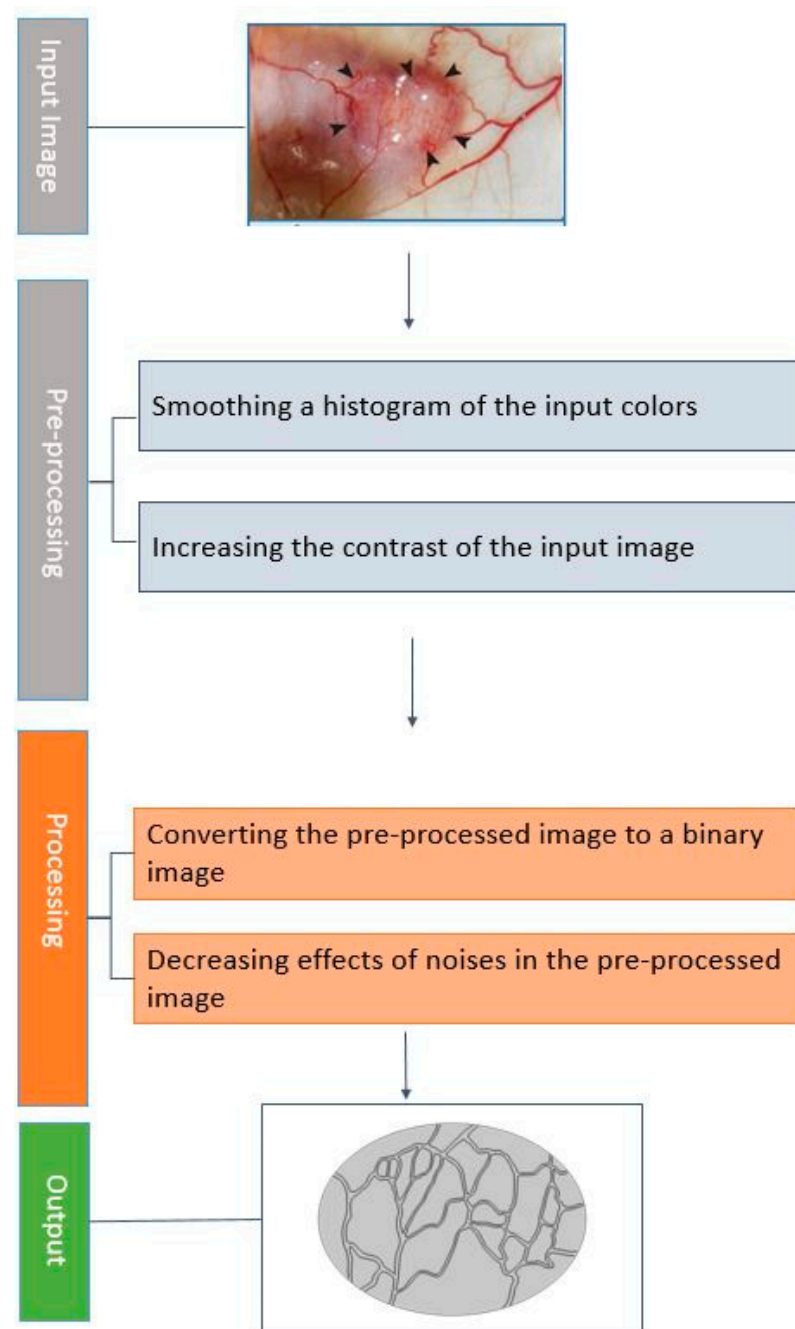 Input Image
Pre-processing
Smoothing a histogram of the input colors
Increasing the contrast of the input image
Processing
Converting the pre-processed image to a binary
image
Decreasing effects of noises in the pre-processed
image
Output